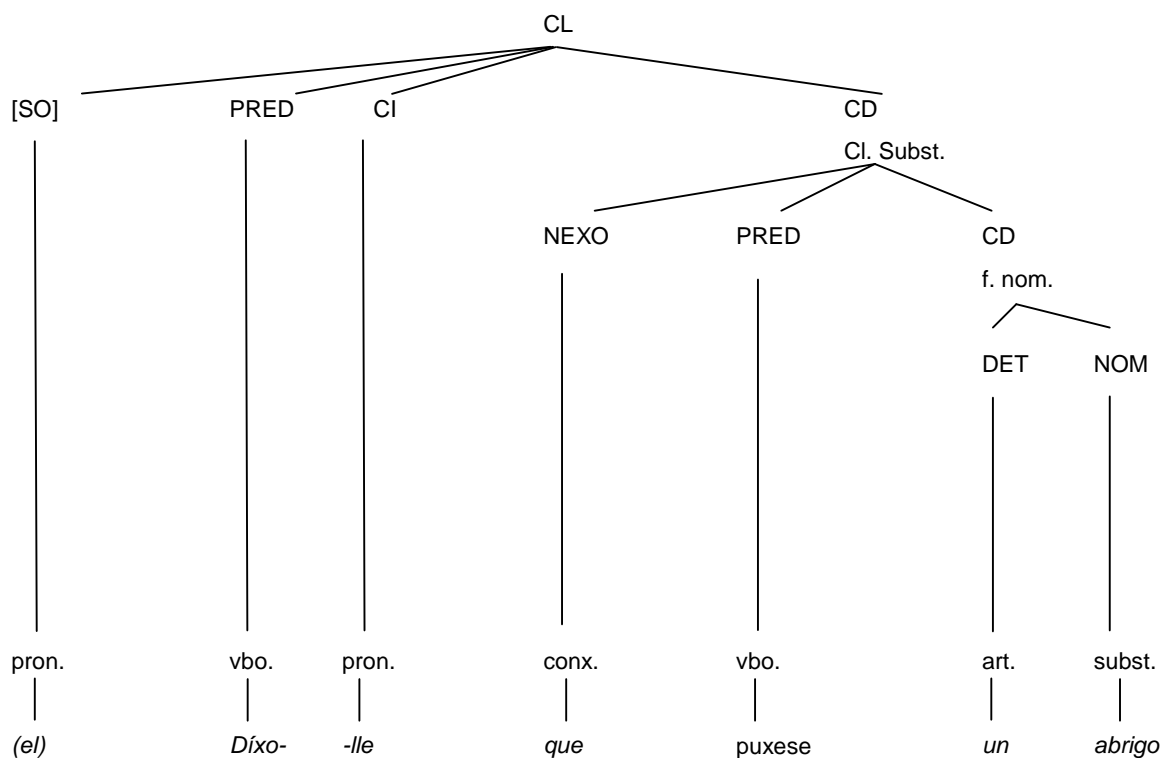 CL
[SO] PRED CI CD
Cl. Subst.
NEXO PRED CD
f. nom.
DET NOM
pron. vbo. pron. conx. vbo. art. subst.
(el) Díxo- -lle que puxese un abrigo